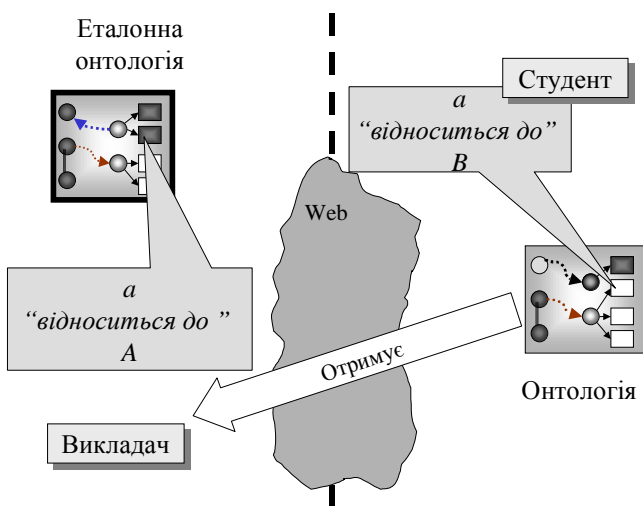 Еталонна
онтологія
Студент
a
“відноситься до”
B
Web
a
“відноситься до ”
A
Отримує
Онтологія
Викладач